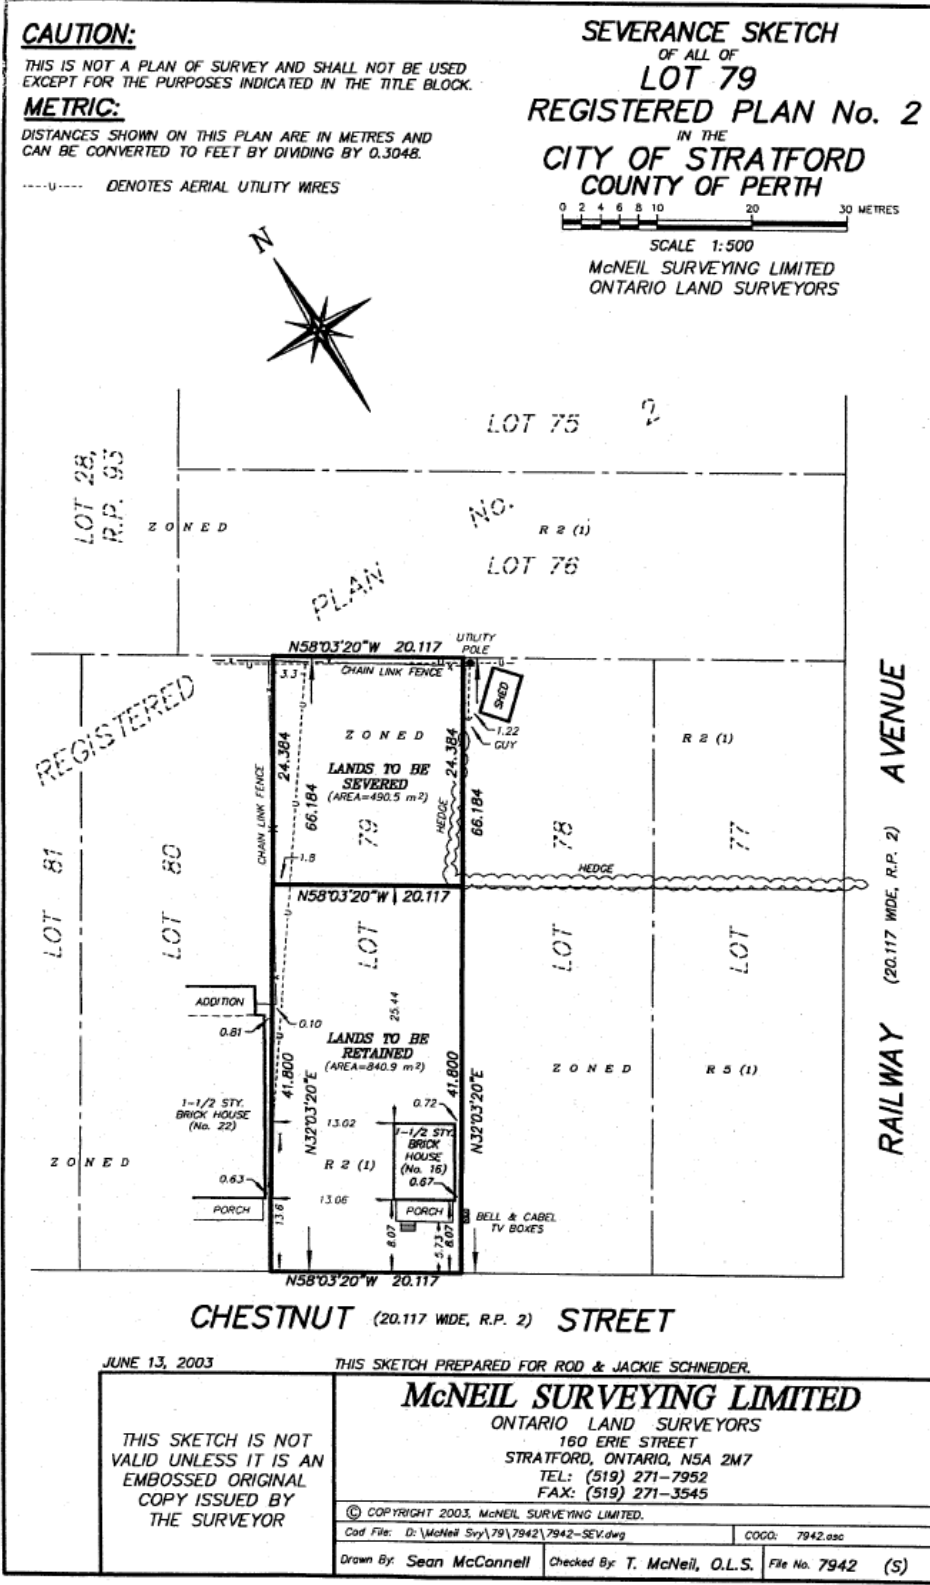 CAUTION:
THIS IS NOT A PLAN OF SURVEY AND SHALL NOT BE USED
EXCEPT FOR THE PURPOSES INDICATED IN THE TITLE BLOCK.
METRIC:
DISTANCES SHOWN ON THIS PLAN ARE IN METRES AND
CAN BE CONVERTED TO FEET BY DIVIDING BY 0.3048.
----U---- DENOTES AERIAL UTILITY WIRES
SEVERANCE SKETCH
OF ALL OF
LOT 79
REGISTERED PLAN No. 2
IN THE
CITY OF STRATFORD
COUNTY OF PERTH
0 2 4 6 8 10 20 30 METRES
SCALE 1:500
McNEIL SURVEYING LIMITED
ONTARIO LAND SURVEYORS
N
LOT 75
2
LOT 28,
R.P. 93
ZONED
No.
R 2 (1)
LOT 76
PLAN
REGISTERED
N58°03'20"W 20.117
UTILITY
POLE
CHAIN LINK FENCE
3.3
SHED
1.22
GUY
ZONED
R 2 (1)
24.384
24.384
LANDS TO BE
SEVERED
(AREA=490.5 m²)
CHAIN LINK FENCE
66.184
66.184
HEDGE
79
LOT 81
LOT 80
LOT 78
LOT 77
1.8
HEDGE
N58°03'20"W 20.117
LOT
ADDITION
0.81
0.10
25.44
LANDS TO BE
RETAINED
(AREA=840.9 m²)
41.800
41.800
N32°03'20"E
N32°03'20"E
ZONED
R 5 (1)
0.72
1-1/2 STY.
BRICK HOUSE
(No. 22)
13.02
1-1/2 STY.
BRICK
HOUSE
(No. 16)
R 2 (1)
ZONED
0.63
0.67
13.06
PORCH
PORCH
13.6
8.07
5.73
8.07
BELL & CABEL
TV BOXES
N58°03'20"W 20.117
RAILWAY (20.117 WIDE, R.P. 2) AVENUE
CHESTNUT (20.117 WIDE, R.P. 2) STREET
JUNE 13, 2003
THIS SKETCH PREPARED FOR ROD & JACKIE SCHNEIDER.
THIS SKETCH IS NOT
VALID UNLESS IT IS AN
EMBOSSED ORIGINAL
COPY ISSUED BY
THE SURVEYOR
McNEIL SURVEYING LIMITED
ONTARIO LAND SURVEYORS
160 ERIE STREET
STRATFORD, ONTARIO, N5A 2M7
TEL: (519) 271-7952
FAX: (519) 271-3545
© COPYRIGHT 2003, McNEIL SURVEYING LIMITED.
Cad File: D:\McNeil Svy\79\7942\7942-SEV.dwg
COGO: 7942.asc
Drawn By: Sean McConnell
Checked By: T. McNeil, O.L.S.
File No. 7942 (S)